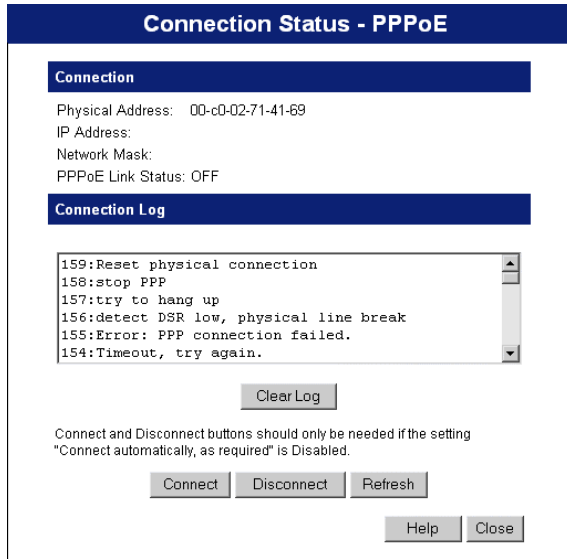 Connection Status - PPPoE
Connection
Physical Address: 00-c0-02-71-41-69
IP Address:
Network Mask:
PPPoE Link Status: OFF
Connection Log
159:Reset physical connection
158:stop PPP
157:try to hang up
156:detect DSR low, physical line break
155:Error: PPP connection failed.
154:Timeout, try again.
Clear Log
Connect and Disconnect buttons should only be needed if the setting
"Connect automatically, as required" is Disabled.
Connect Disconnect Refresh
Help Close